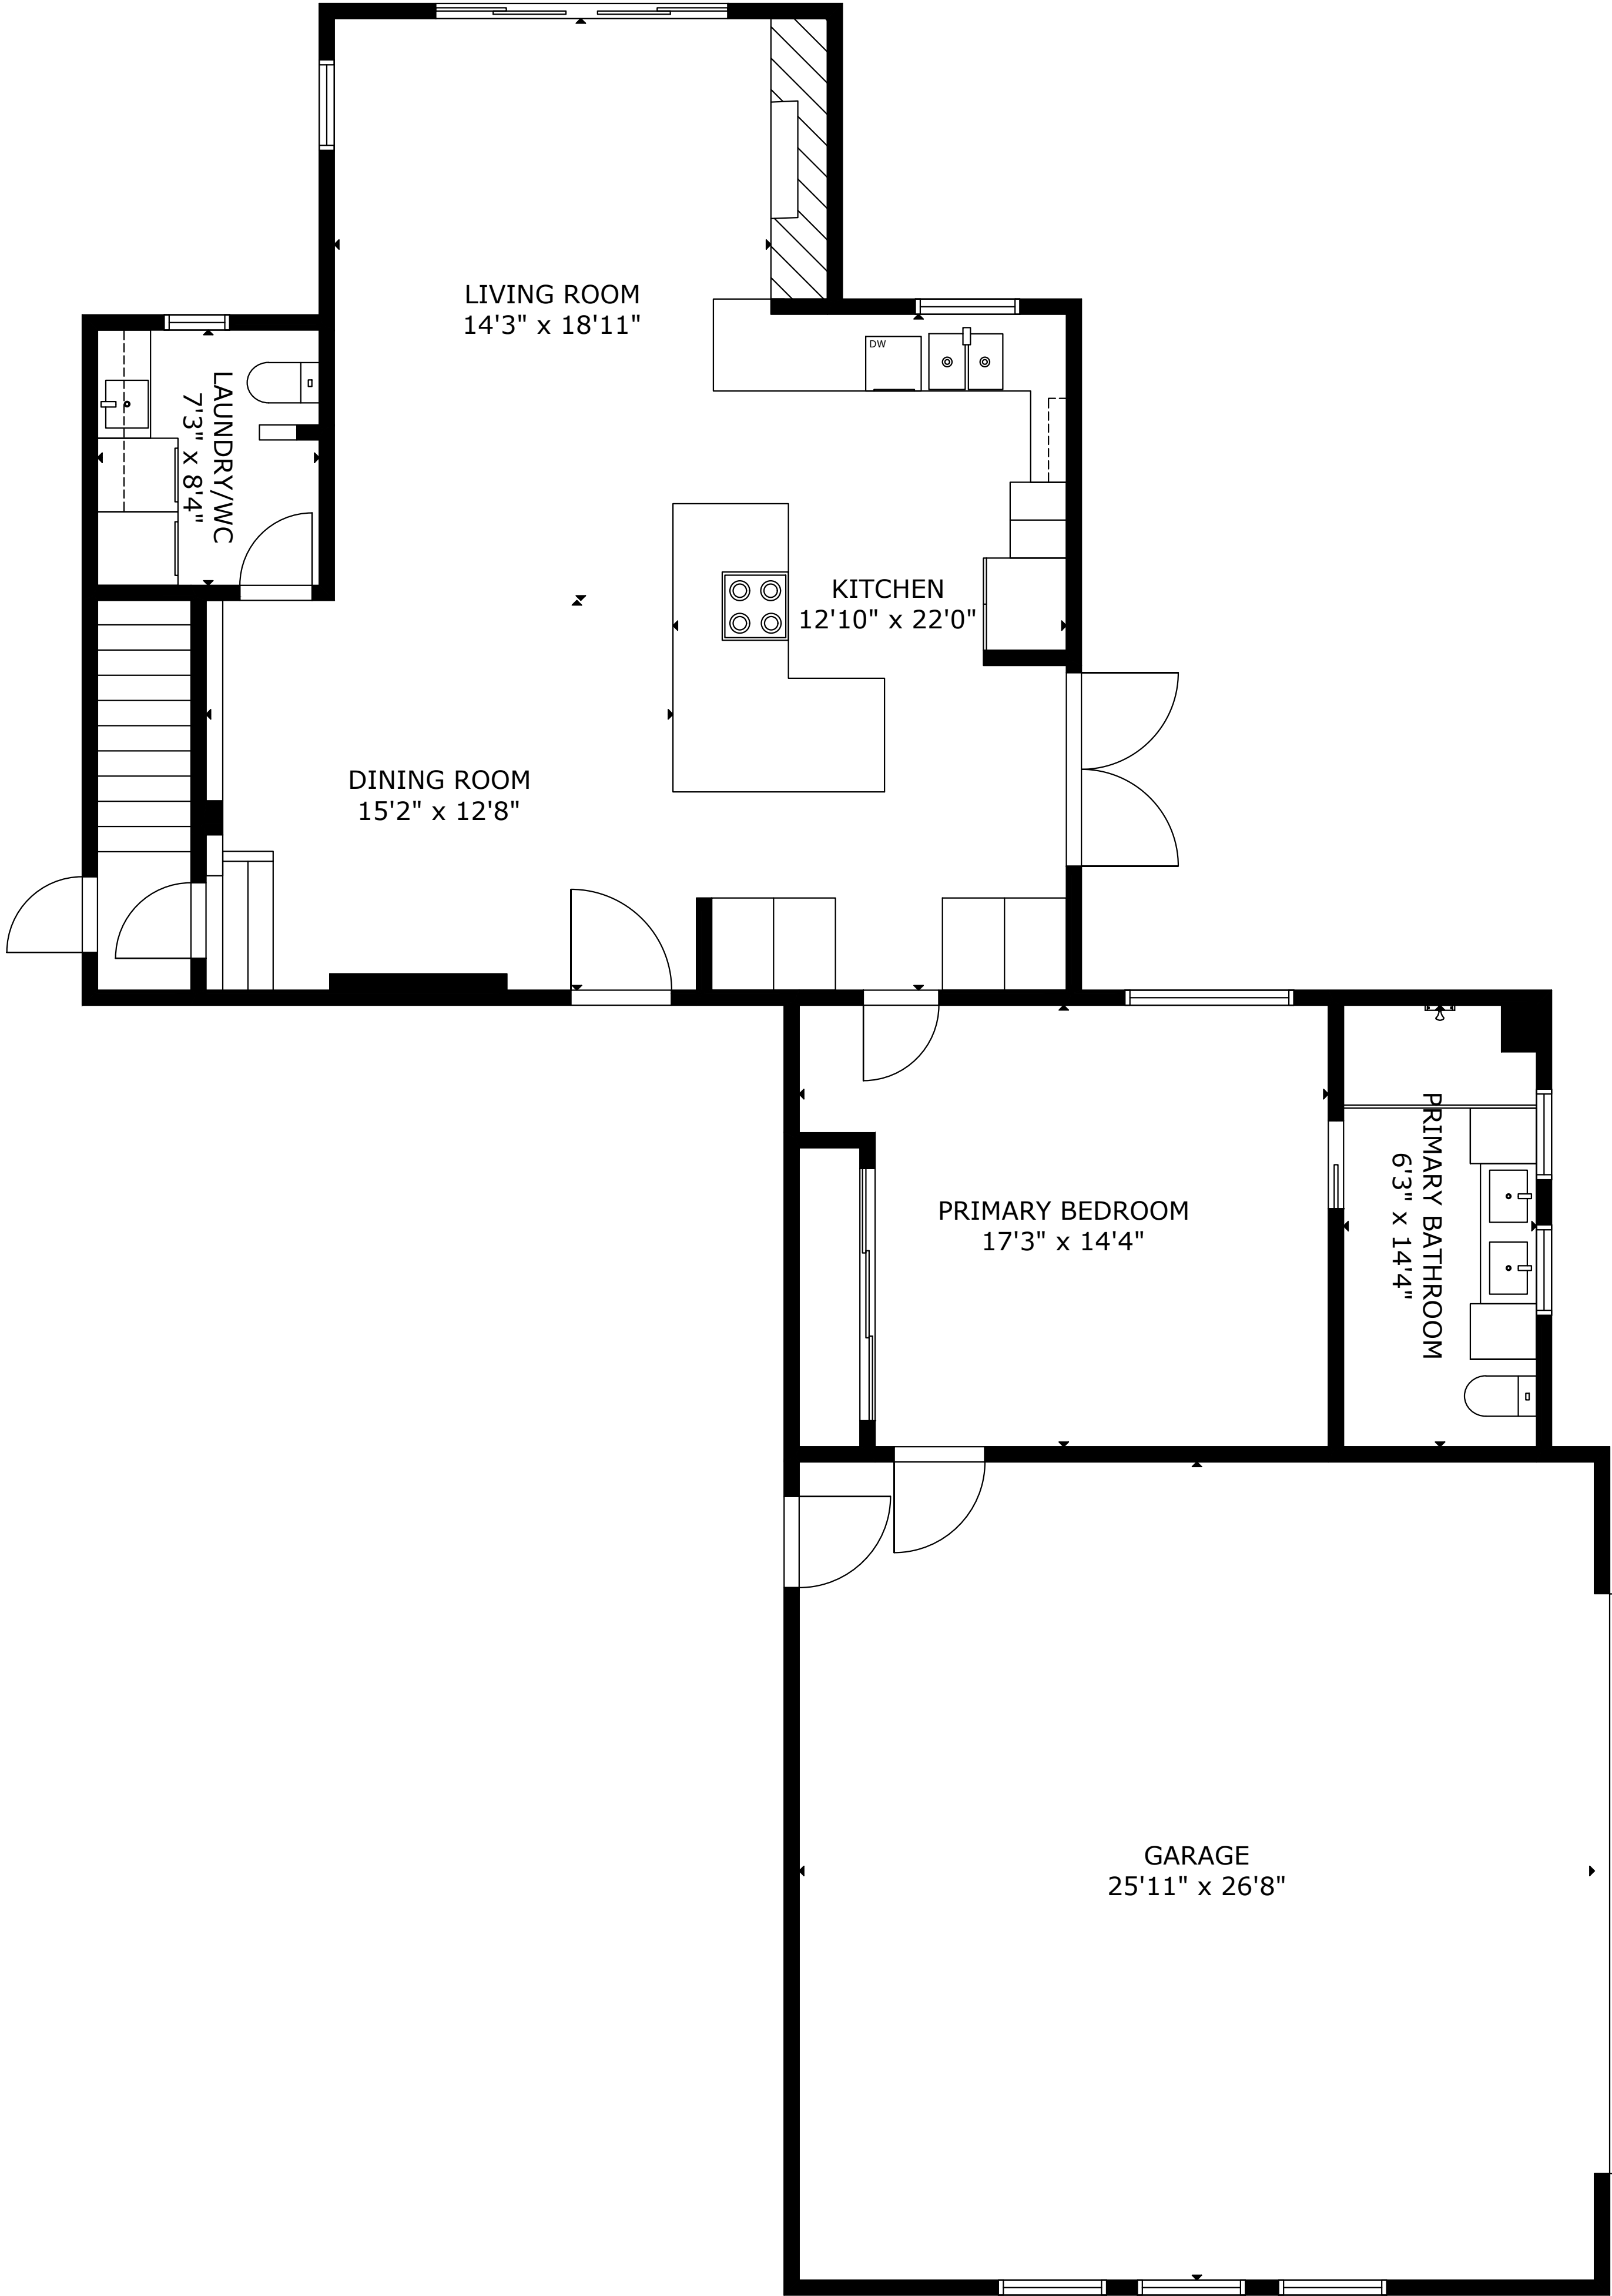 LIVING ROOM
14'3" x 18'11"
DW
LAUNDRY/WC
7'3" x 8'4"
KITCHEN
12'10" x 22'0"
DINING ROOM
15'2" x 12'8"
PRIMARY BEDROOM
17'3" x 14'4"
PRIMARY BATHROOM
6'3" x 14'4"
GARAGE
25'11" x 26'8"